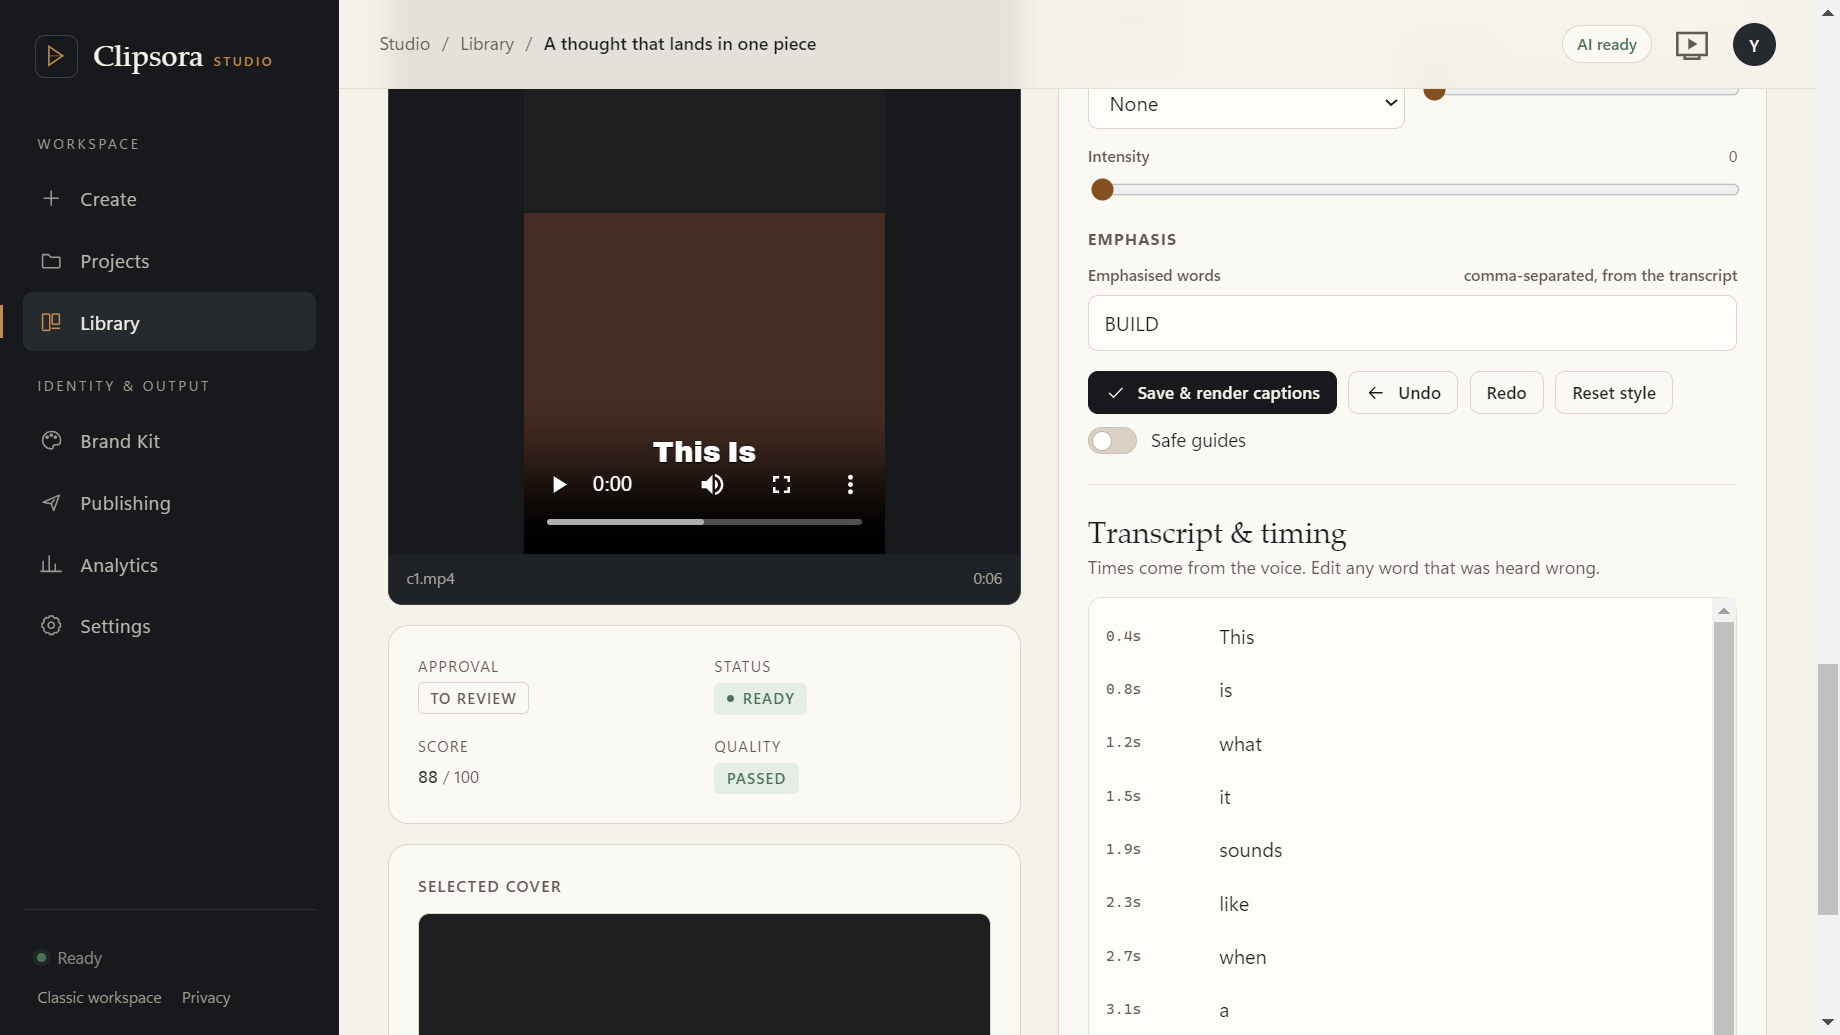 Clipsora STUDIO
WORKSPACE
Create
Projects
Library
IDENTITY & OUTPUT
Brand Kit
Publishing
Analytics
Settings
Ready
Classic workspace Privacy
Studio / Library / A thought that lands in one piece
AI ready
Y
This Is
0:00
c1.mp4 0:06
APPROVAL STATUS
TO REVIEW READY
SCORE QUALITY
88 / 100 PASSED
SELECTED COVER
None
Intensity 0
EMPHASIS
Emphasised words comma-separated, from the transcript
BUILD
Save & render captions Undo Redo Reset style
Safe guides
Transcript & timing
Times come from the voice. Edit any word that was heard wrong.
0.4s This
0.8s is
1.2s what
1.5s it
1.9s sounds
2.3s like
2.7s when
3.1s a